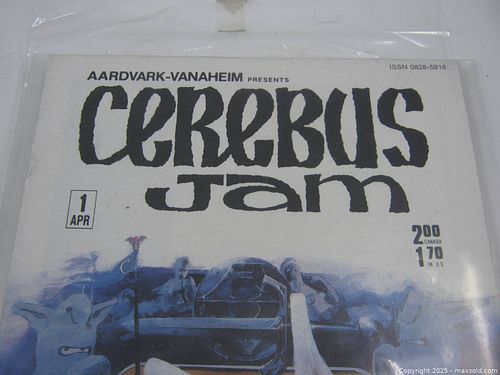 ISSN 0828-5916
AARDVARK-VANAHEIM PRESENTS
CEREBUS
JAM
1
APR
2.00
CANADA
1.70
IN U.S.
Copyright 2025 - maxsold.com